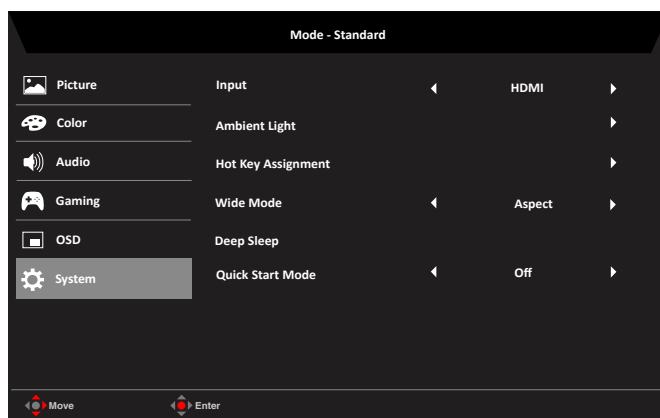 Mode - Standard
Picture
Input HDMI
Color
Ambient Light
Audio
Hot Key Assignment
Gaming
Wide Mode Aspect
OSD
Deep Sleep
System
Quick Start Mode Off
Move Enter